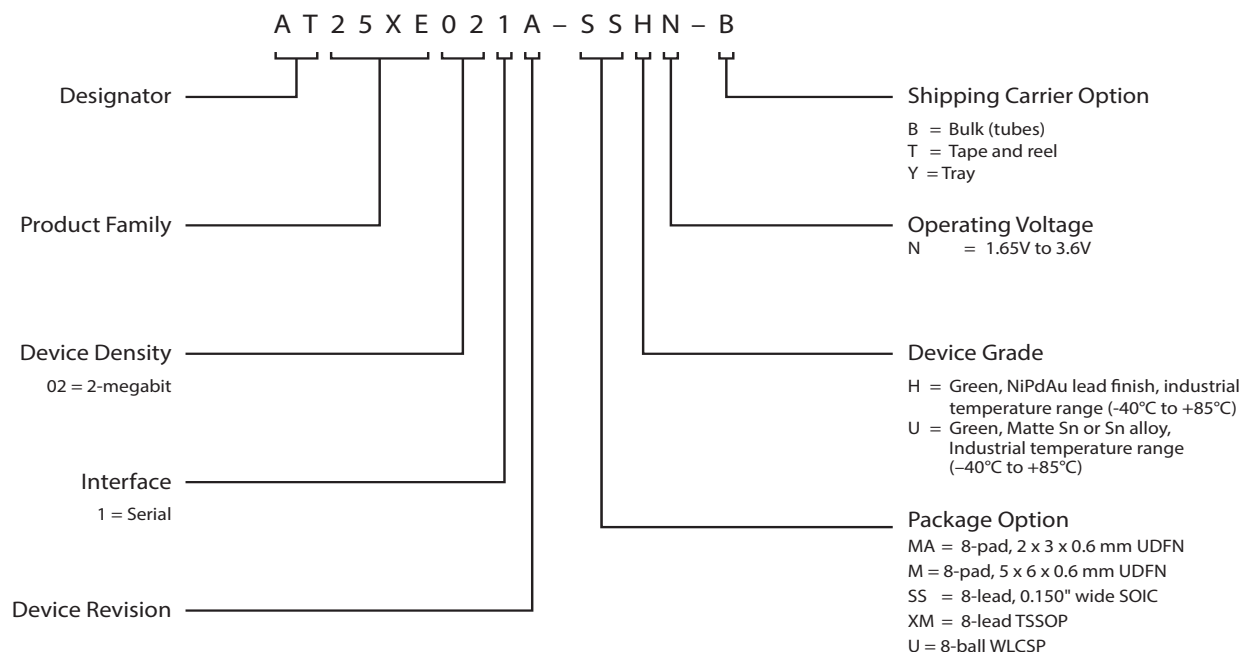 A T 2 5 X E 0 2 1 A – S S H N – B
Designator
Product Family
Device Density
02 = 2-megabit
Interface
1 = Serial
Device Revision
Shipping Carrier Option
B = Bulk (tubes)
T = Tape and reel
Y = Tray
Operating Voltage
N = 1.65V to 3.6V
Device Grade
H = Green, NiPdAu lead finish, industrial
temperature range (-40°C to +85°C)
U = Green, Matte Sn or Sn alloy,
Industrial temperature range
(–40°C to +85°C)
Package Option
MA = 8-pad, 2 x 3 x 0.6 mm UDFN
M = 8-pad, 5 x 6 x 0.6 mm UDFN
SS = 8-lead, 0.150" wide SOIC
XM = 8-lead TSSOP
U = 8-ball WLCSP